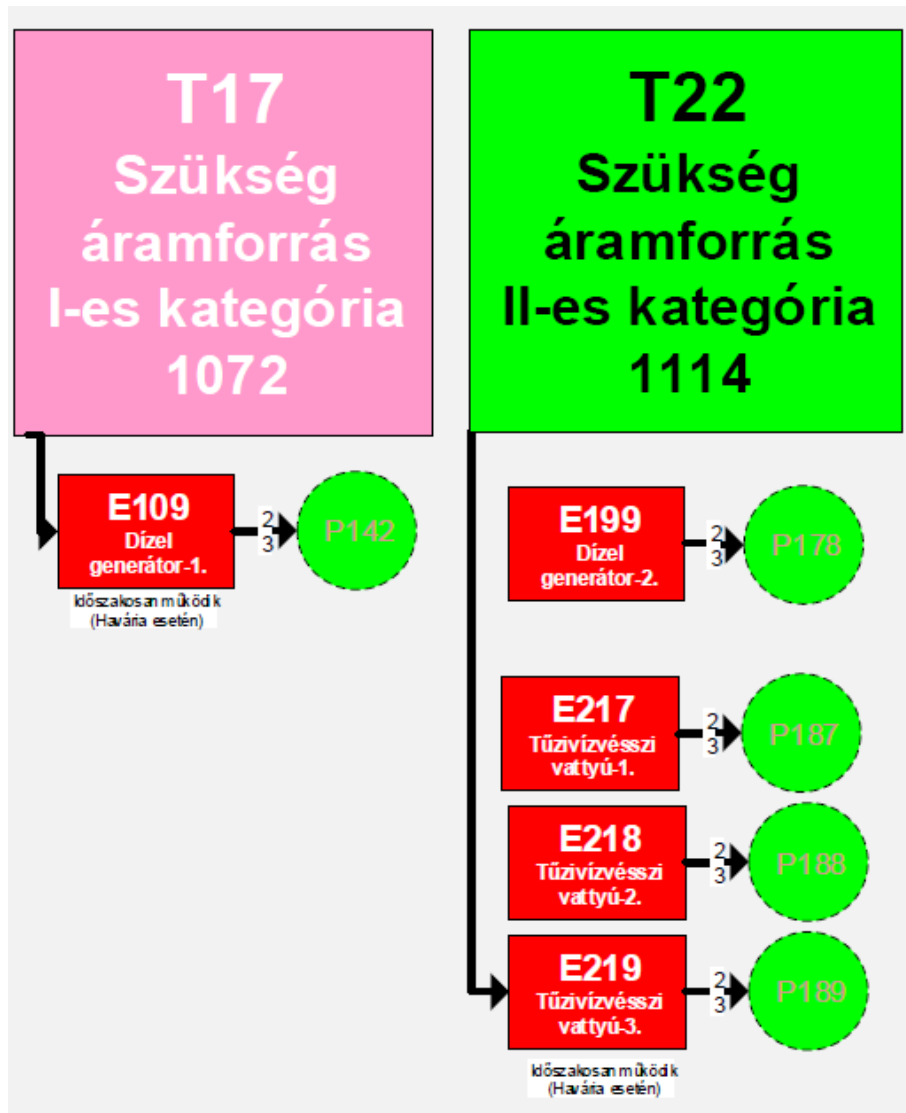 T17
Szükség
áramforrás
I-es kategória
1072
E109
Dízel
generátor-1.
2
3
P142
Időszakosan működik
(Havária esetén)
T22
Szükség
áramforrás
II-es kategória
1114
E199
Dízel
generátor-2.
2
3
P178
E217
Tűzivízvésszi
vattyú-1.
2
3
P187
E218
Tűzivízvésszi
vattyú-2.
2
3
P188
E219
Tűzivízvésszi
vattyú-3.
2
3
P189
Időszakosan működik
(Havária esetén)